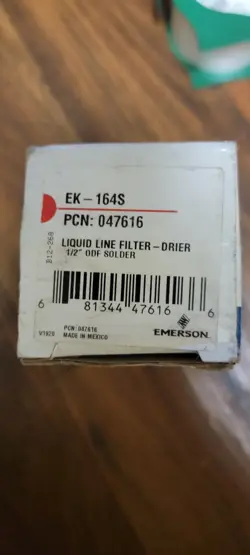 EK-164S
PCN: 047616
LIQUID LINE FILTER-DRIER
1/2" ODF SOLDER
6 81344 47616 6
PCN: 047616
MADE IN MEXICO
EMERSON